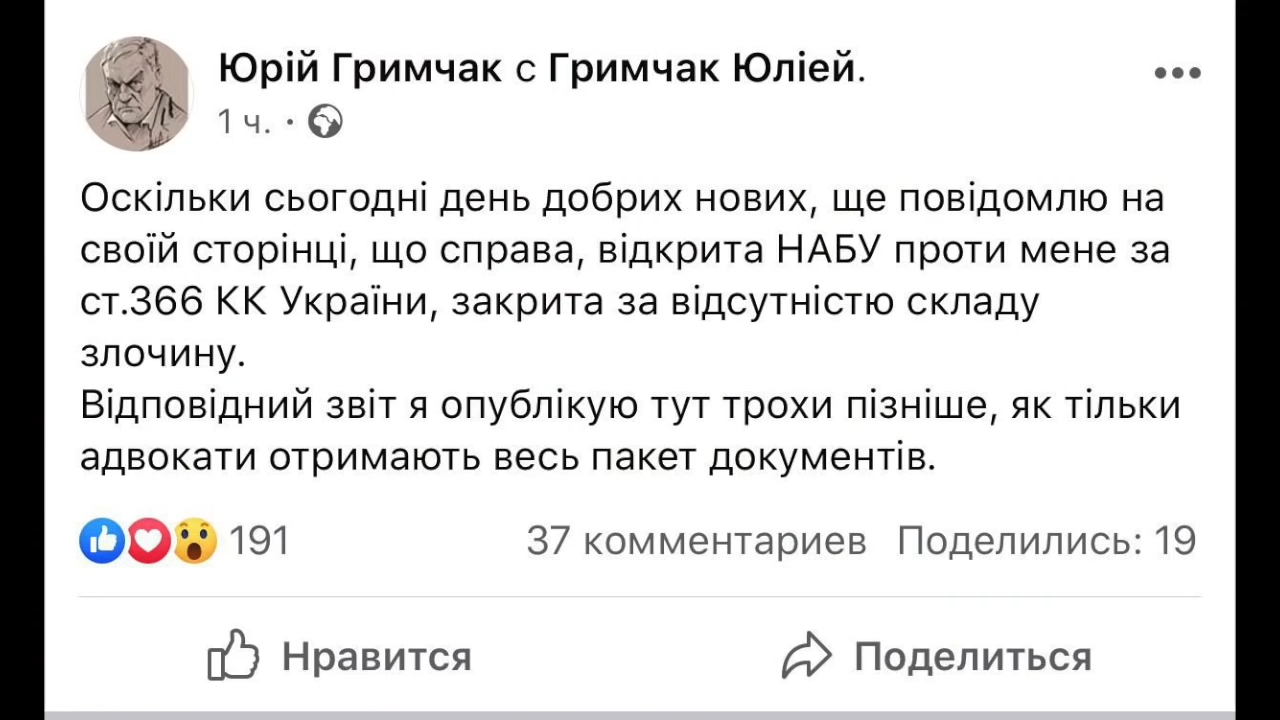 Юрій Гримчак с Гримчак Юліей.
1 ч. ·
Оскільки сьогодні день добрих нових, ще повідомлю на
своїй сторінці, що справа, відкрита НАБУ проти мене за
ст.366 КК України, закрита за відсутністю складу
злочину.
Відповідний звіт я опублікую тут трохи пізніше, як тільки
адвокати отримають весь пакет документів.
191 37 комментариев Поделились: 19
Нравится Поделиться